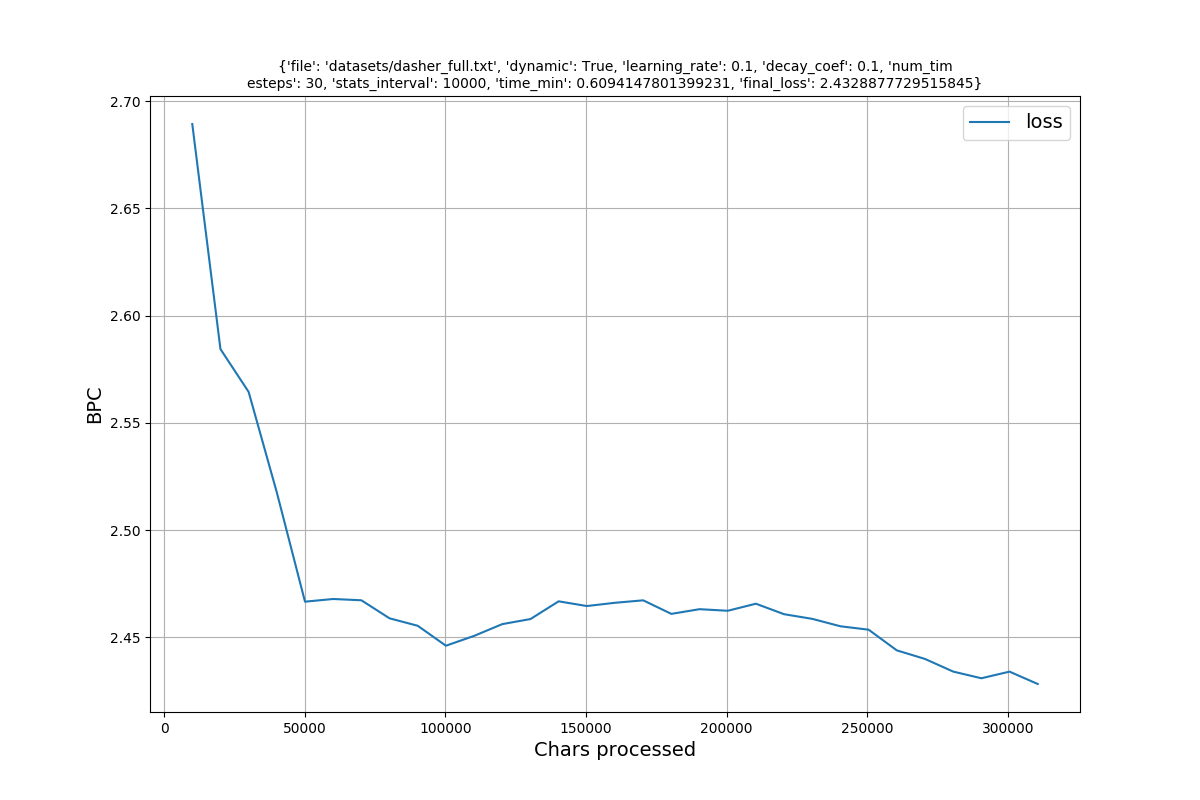 {'file': 'datasets/dasher_full.txt', 'dynamic': True, 'learning_rate': 0.1, 'decay_coef': 0.1, 'num_tim
esteps': 30, 'stats_interval': 10000, 'time_min': 0.6094147801399231, 'final_loss': 2.4328877729515845}
loss
2.70
2.65
2.60
2.55
2.50
2.45
BPC
0 50000 100000 150000 200000 250000 300000
Chars processed